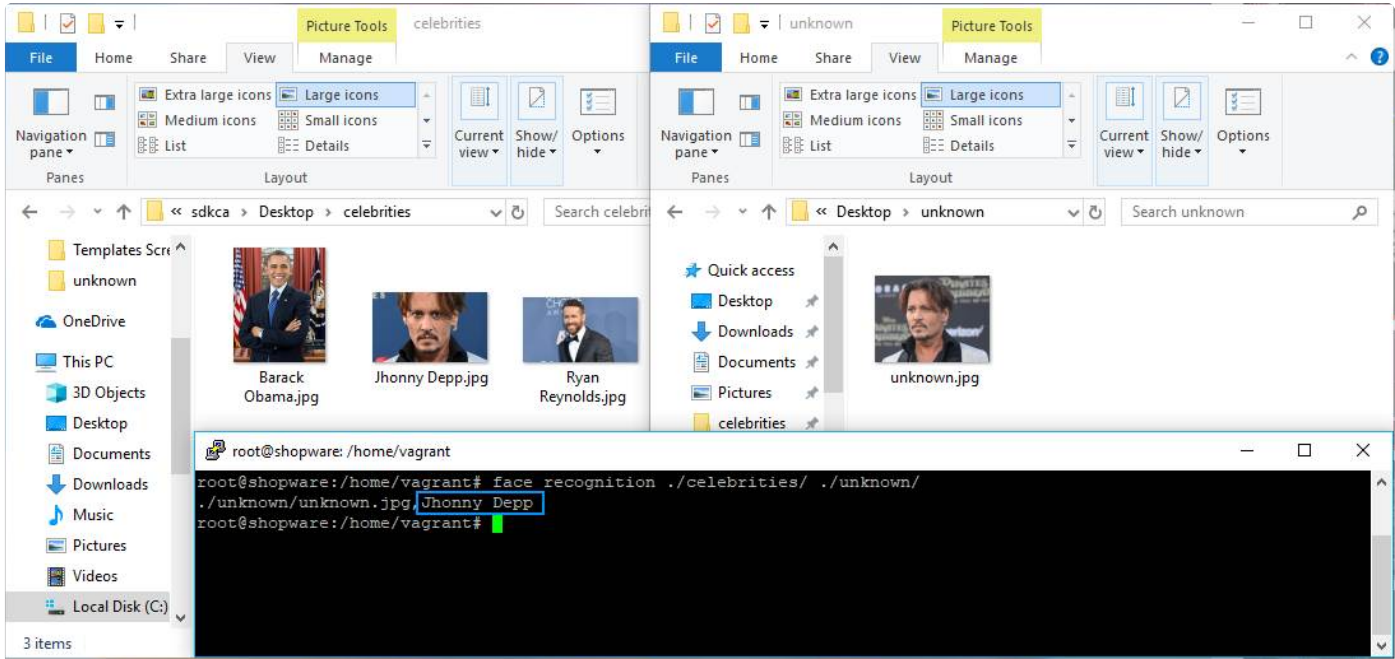 Picture Tools
celebrities
File
Home
Share
View
Manage
Navigation
pane
Extra large icons
Large icons
Medium icons
Small icons
List
Details
Current
view
Show/
hide
Options
Panes
Layout
« sdkca › Desktop › celebrities
Search celebri
Templates Scre
unknown
OneDrive
This PC
3D Objects
Desktop
Documents
Downloads
Music
Pictures
Videos
Local Disk (C:)
3 items
Barack
Obama.jpg
Jhonny Depp.jpg
Ryan
Reynolds.jpg
unknown
Picture Tools
File
Home
Share
View
Manage
Navigation
pane
Extra large icons
Large icons
Medium icons
Small icons
List
Details
Current
view
Show/
hide
Options
Panes
Layout
« Desktop › unknown
Search unknown
Quick access
Desktop
Downloads
Documents
Pictures
celebrities
unknown.jpg
root@shopware: /home/vagrant
root@shopware:/home/vagrant# face recognition ./celebrities/ ./unknown/
./unknown/unknown.jpg,Jhonny Depp
root@shopware:/home/vagrant#